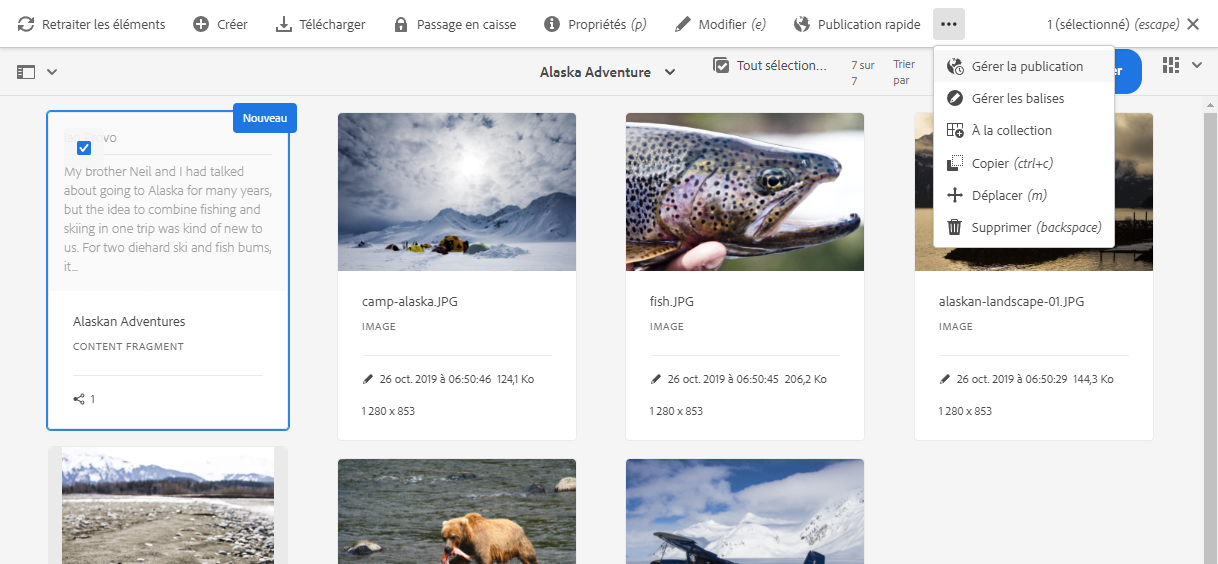 Retraiter les éléments
Créer
Télécharger
Passage en caisse
Propriétés (p)
Modifier (e)
Publication rapide
1 (sélectionné) (escape)
Alaska Adventure
Tout sélection...
7 sur
7
Trier
par
er
Gérer la publication
Gérer les balises
À la collection
Copier (ctrl+c)
Déplacer (m)
Supprimer (backspace)
Nouveau
My brother Neil and I had talked
about going to Alaska for many years,
but the idea to combine fishing and
skiing in one trip was kind of new to
us. For two diehard ski and fish bums,
it...
Alaskan Adventures
CONTENT FRAGMENT
1
camp-alaska.JPG
IMAGE
26 oct. 2019 à 06:50:46 124,1 Ko
1 280 x 853
fish.JPG
IMAGE
26 oct. 2019 à 06:50:45 206,2 Ko
1 280 x 853
alaskan-landscape-01.JPG
IMAGE
26 oct. 2019 à 06:50:29 144,3 Ko
1 280 x 853